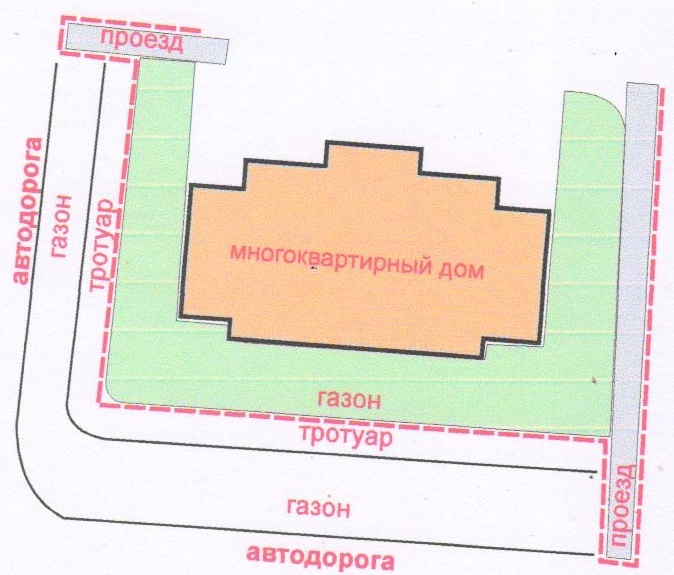 проезд
автодорога
газон
тротуар
многоквартирный дом
газон
тротуар
газон
автодорога
проезд